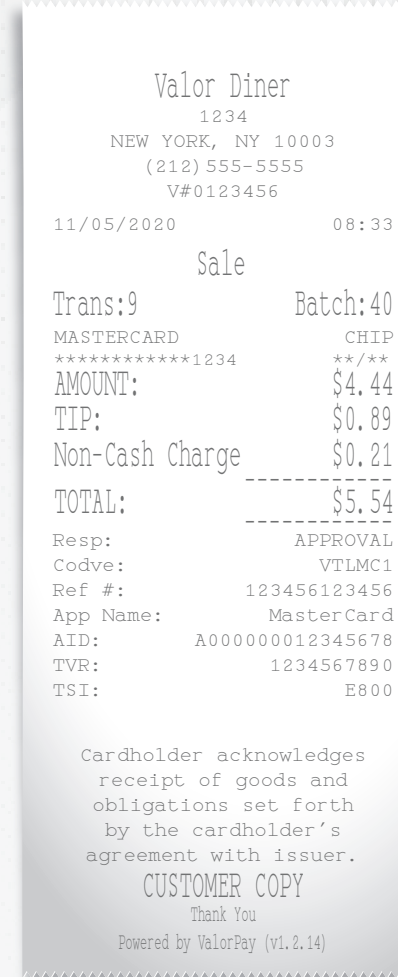 Valor Diner
1234
NEW YORK, NY 10003
(212)555-5555
V#0123456
11/05/2020 08:33
Sale
Trans:9 Batch:40
MASTERCARD CHIP
************1234 **/**
AMOUNT: $4.44
TIP: $0.89
Non-Cash Charge $0.21
TOTAL: $5.54
Resp: APPROVAL
Codve: VTLMC1
Ref #: 123456123456
App Name: MasterCard
AID: A000000012345678
TVR: 1234567890
TSI: E800
Cardholder acknowledges
receipt of goods and
obligations set forth
by the cardholder's
agreement with issuer.
CUSTOMER COPY
Thank You
Powered by ValorPay (v1.2.14)